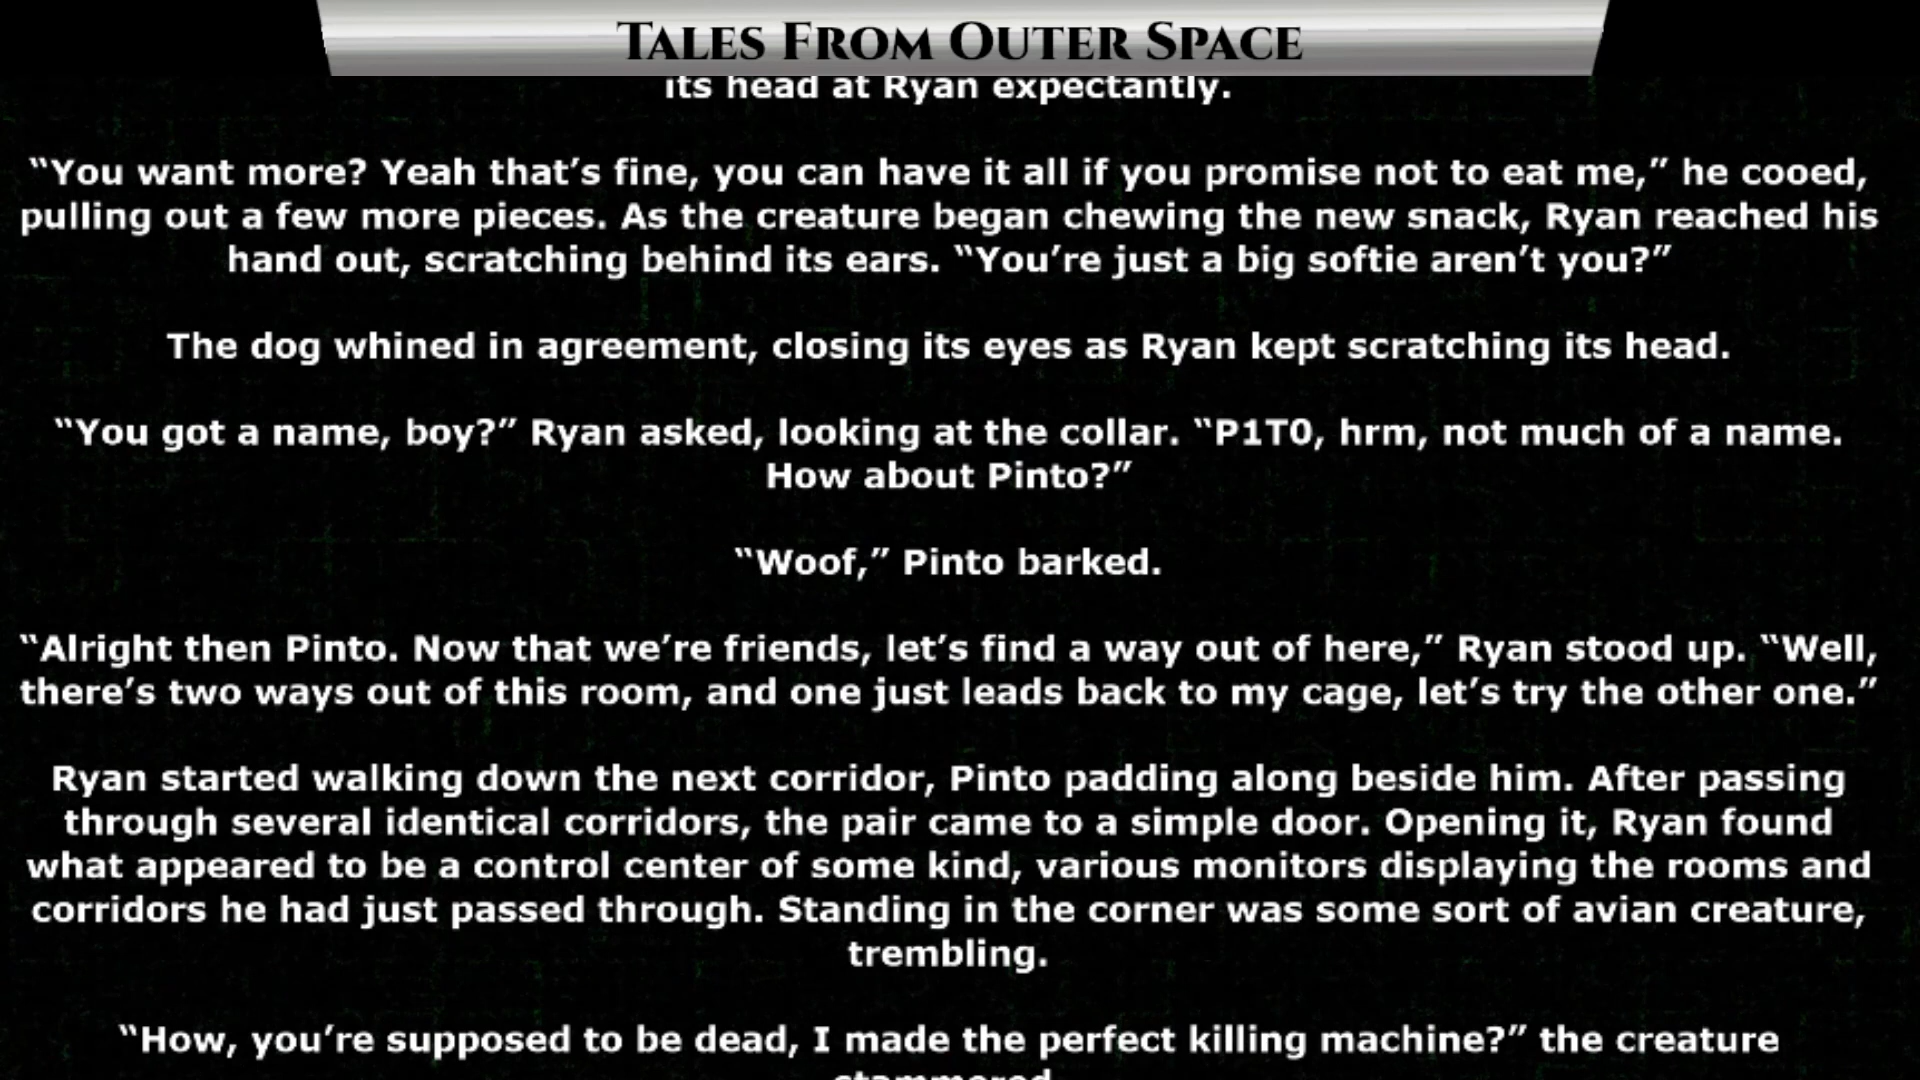 Tales From Outer Space
its head at Ryan expectantly.
“You want more? Yeah that’s fine, you can have it all if you promise not to eat me,” he cooed,
pulling out a few more pieces. As the creature began chewing the new snack, Ryan reached his
hand out, scratching behind its ears. “You’re just a big softie aren’t you?”
The dog whined in agreement, closing its eyes as Ryan kept scratching its head.
“You got a name, boy?” Ryan asked, looking at the collar. “P1T0, hrm, not much of a name.
How about Pinto?”
“Woof,” Pinto barked.
“Alright then Pinto. Now that we’re friends, let’s find a way out of here,” Ryan stood up. “Well,
there’s two ways out of this room, and one just leads back to my cage, let’s try the other one.”
Ryan started walking down the next corridor, Pinto padding along beside him. After passing
through several identical corridors, the pair came to a simple door. Opening it, Ryan found
what appeared to be a control center of some kind, various monitors displaying the rooms and
corridors he had just passed through. Standing in the corner was some sort of avian creature,
trembling.
“How, you’re supposed to be dead, I made the perfect killing machine?” the creature
stammered